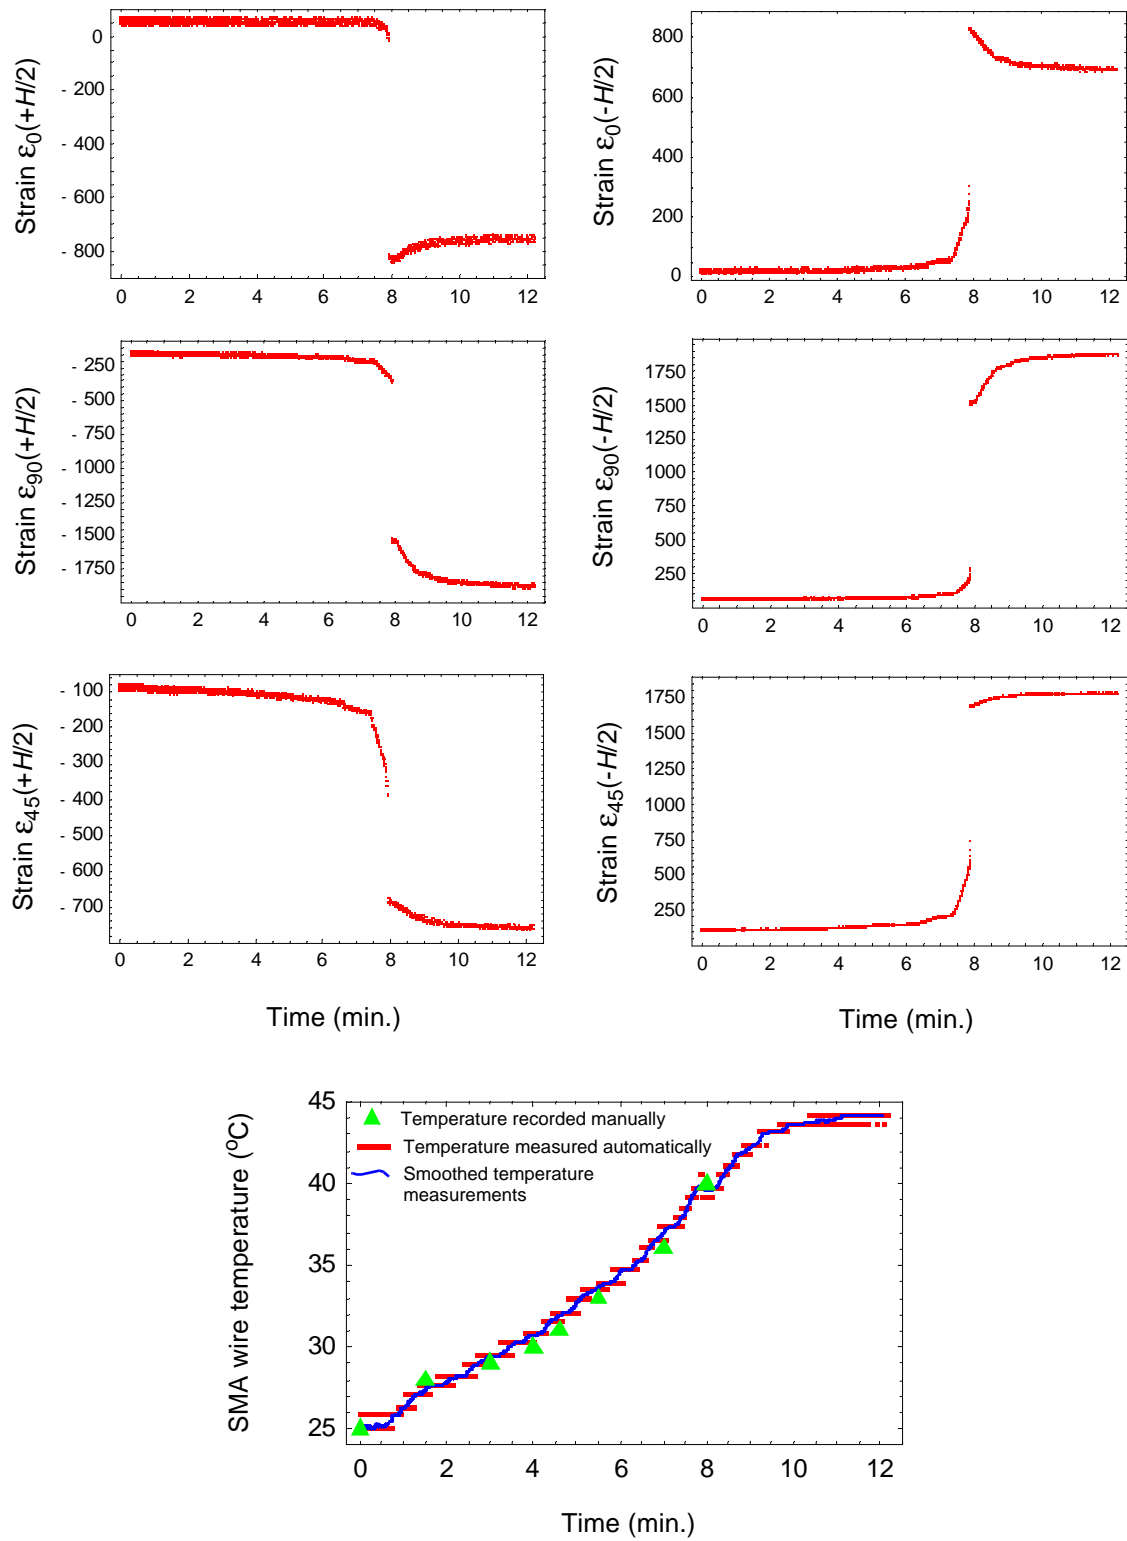 Strain ε0(+H/2)
0
- 200
- 400
- 600
- 800
0 2 4 6 8 10 12
Strain ε0(-H/2)
800
600
400
200
0
0 2 4 6 8 10 12
Strain ε90(+H/2)
- 250
- 500
- 750
- 1000
- 1250
- 1500
- 1750
0 2 4 6 8 10 12
Strain ε90(-H/2)
1750
1500
1250
1000
750
500
250
0 2 4 6 8 10 12
Strain ε45(+H/2)
- 100
- 200
- 300
- 400
- 500
- 600
- 700
0 2 4 6 8 10 12
Time (min.)
Strain ε45(-H/2)
1750
1500
1250
1000
750
500
250
0 2 4 6 8 10 12
Time (min.)
SMA wire temperature (oC)
45
40
35
30
25
Temperature recorded manually
Temperature measured automatically
Smoothed temperature
measurements
0 2 4 6 8 10 12
Time (min.)